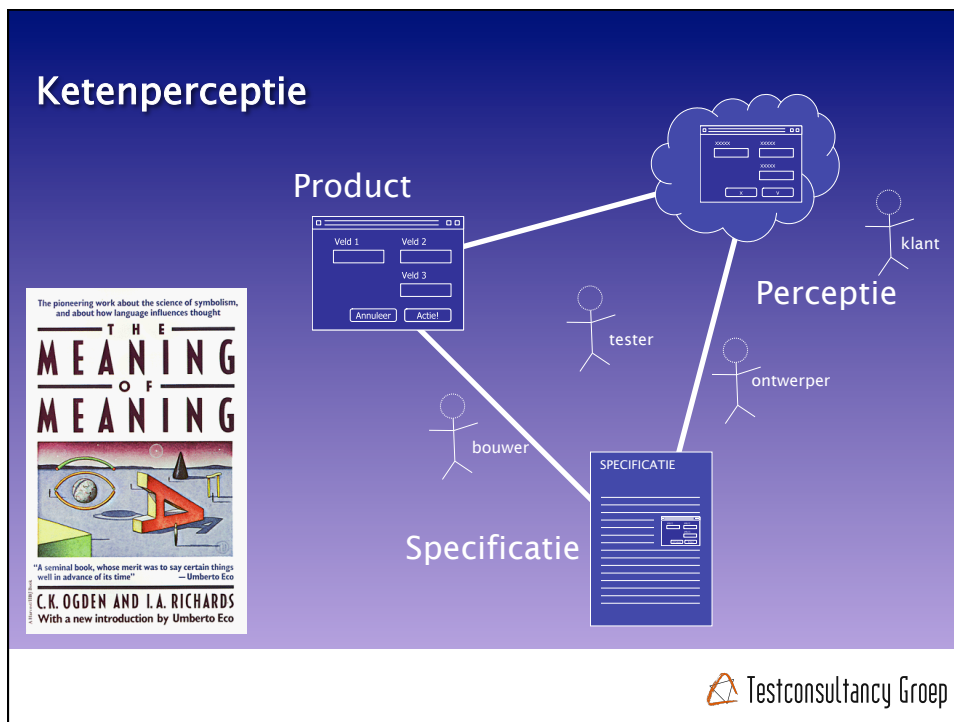 Ketenperceptie
Product
Veld 1 Veld 2
Veld 3
Annuleer Actie!
xxxxx xxxxx
xxxxx
x v
klant
Perceptie
tester
ontwerper
bouwer
SPECIFICATIE
Specificatie
The pioneering work about the science of symbolism,
and about how language influences thought
THE
MEANING
OF
MEANING
"A seminal book, whose merit was to say certain things
well in advance of its time" —Umberto Eco
C.K. OGDEN AND I.A. RICHARDS
With a new introduction by Umberto Eco
A Harvest/HBJ Book
Testconsultancy Groep